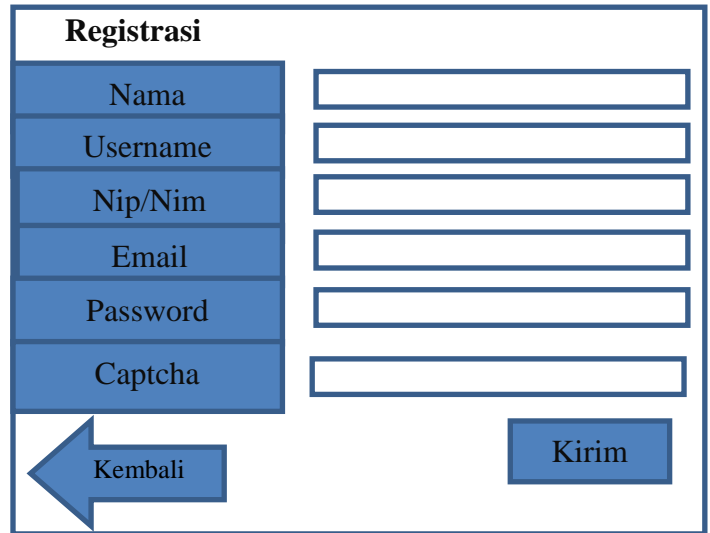 Registrasi
Nama
Username
Nip/Nim
Email
Password
Captcha
Kembali
Kirim